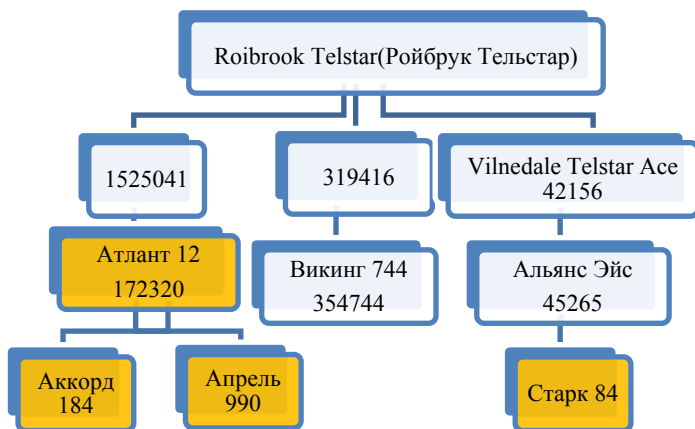 Roibrook Telstar(Ройбрук Тельстар)
1525041
319416
Vilnedale Telstar Ace
42156
Атлант 12
172320
Викинг 744
354744
Альянс Эйс
45265
Аккорд
184
Апрель
990
Старк 84